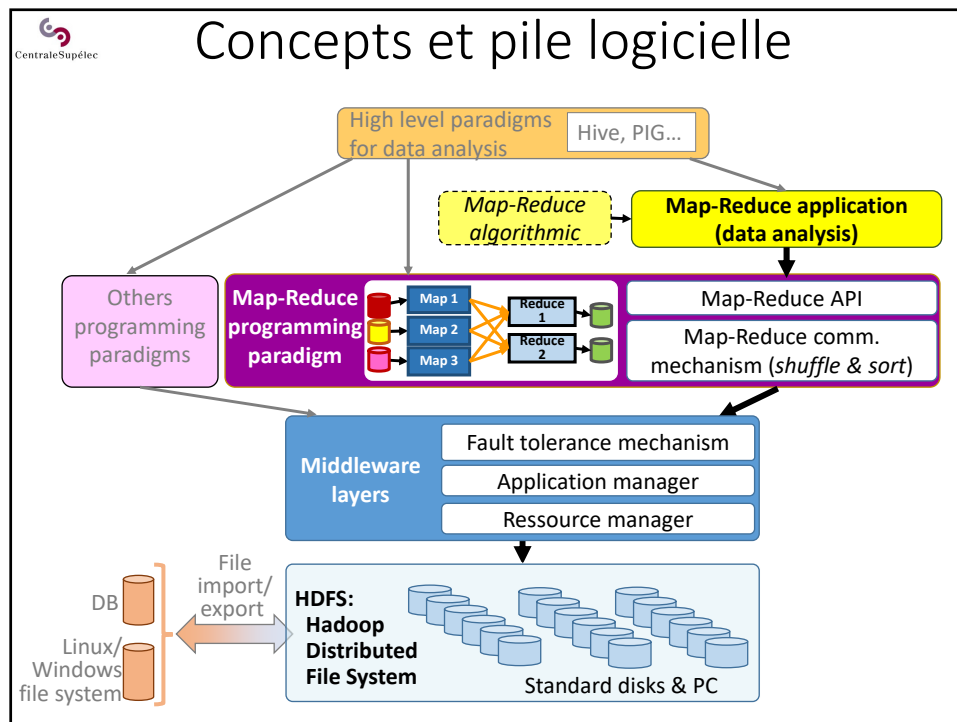 CentraleSupélec
Concepts et pile logicielle
High level paradigms
for data analysis
Hive, PIG...
Map-Reduce
algorithmic
Map-Reduce application
(data analysis)
Others
programming
paradigms
Map-Reduce
programming
paradigm
Map 1
Map 2
Map 3
Reduce
1
Reduce
2
Map-Reduce API
Map-Reduce comm.
mechanism (shuffle & sort)
Middleware
layers
Fault tolerance mechanism
Application manager
Ressource manager
DB
Linux/
Windows
file system
File
import/
export
HDFS:
Hadoop
Distributed
File System
Standard disks & PC